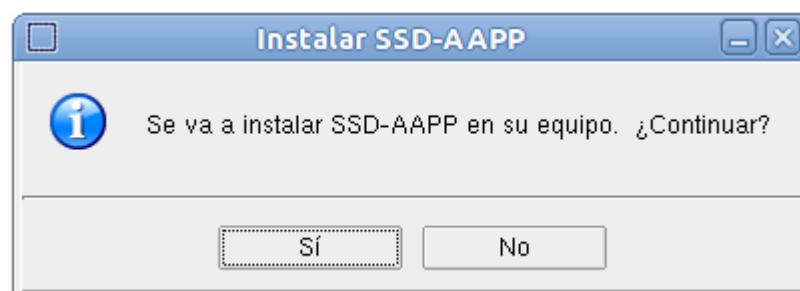 Instalar SSD-AAPP
Se va a instalar SSD-AAPP en su equipo. ¿Continuar?
Sí
No